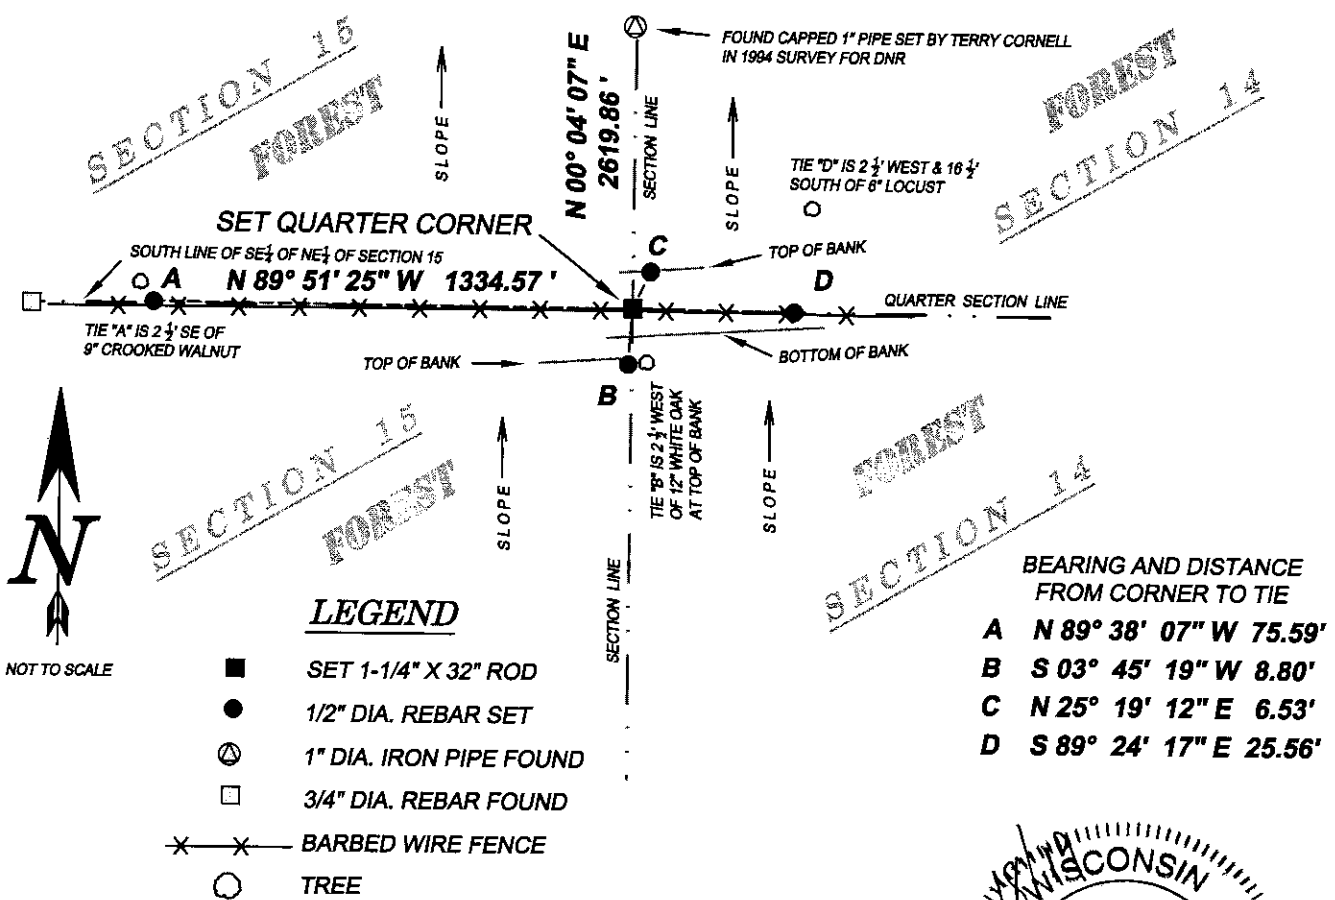 SECTION 15
FOREST
SLOPE
N 00° 04' 07" E
2619.86 '
SECTION LINE
FOUND CAPPED 1" PIPE SET BY TERRY CORNELL
IN 1994 SURVEY FOR DNR
SLOPE
FOREST
SECTION 14
TIE "D" IS 2 ½' WEST & 16 ½'
SOUTH OF 6" LOCUST
SET QUARTER CORNER
SOUTH LINE OF SE¼ OF NE¼ OF SECTION 15
A
N 89° 51' 25" W 1334.57 '
C
TOP OF BANK
D
QUARTER SECTION LINE
TIE "A" IS 2 ½' SE OF
9" CROOKED WALNUT
TOP OF BANK
BOTTOM OF BANK
B
TIE "B" IS 2 ½' WEST
OF 12" WHITE OAK
AT TOP OF BANK
SECTION 15
FOREST
SLOPE
SLOPE
FOREST
SECTION 14
SECTION LINE
N
NOT TO SCALE
LEGEND
SET 1-1/4" X 32" ROD
1/2" DIA. REBAR SET
1" DIA. IRON PIPE FOUND
3/4" DIA. REBAR FOUND
BARBED WIRE FENCE
TREE
BEARING AND DISTANCE
FROM CORNER TO TIE
A N 89° 38' 07" W 75.59'
B S 03° 45' 19" W 8.80'
C N 25° 19' 12" E 6.53'
D S 89° 24' 17" E 25.56'
WISCONSIN